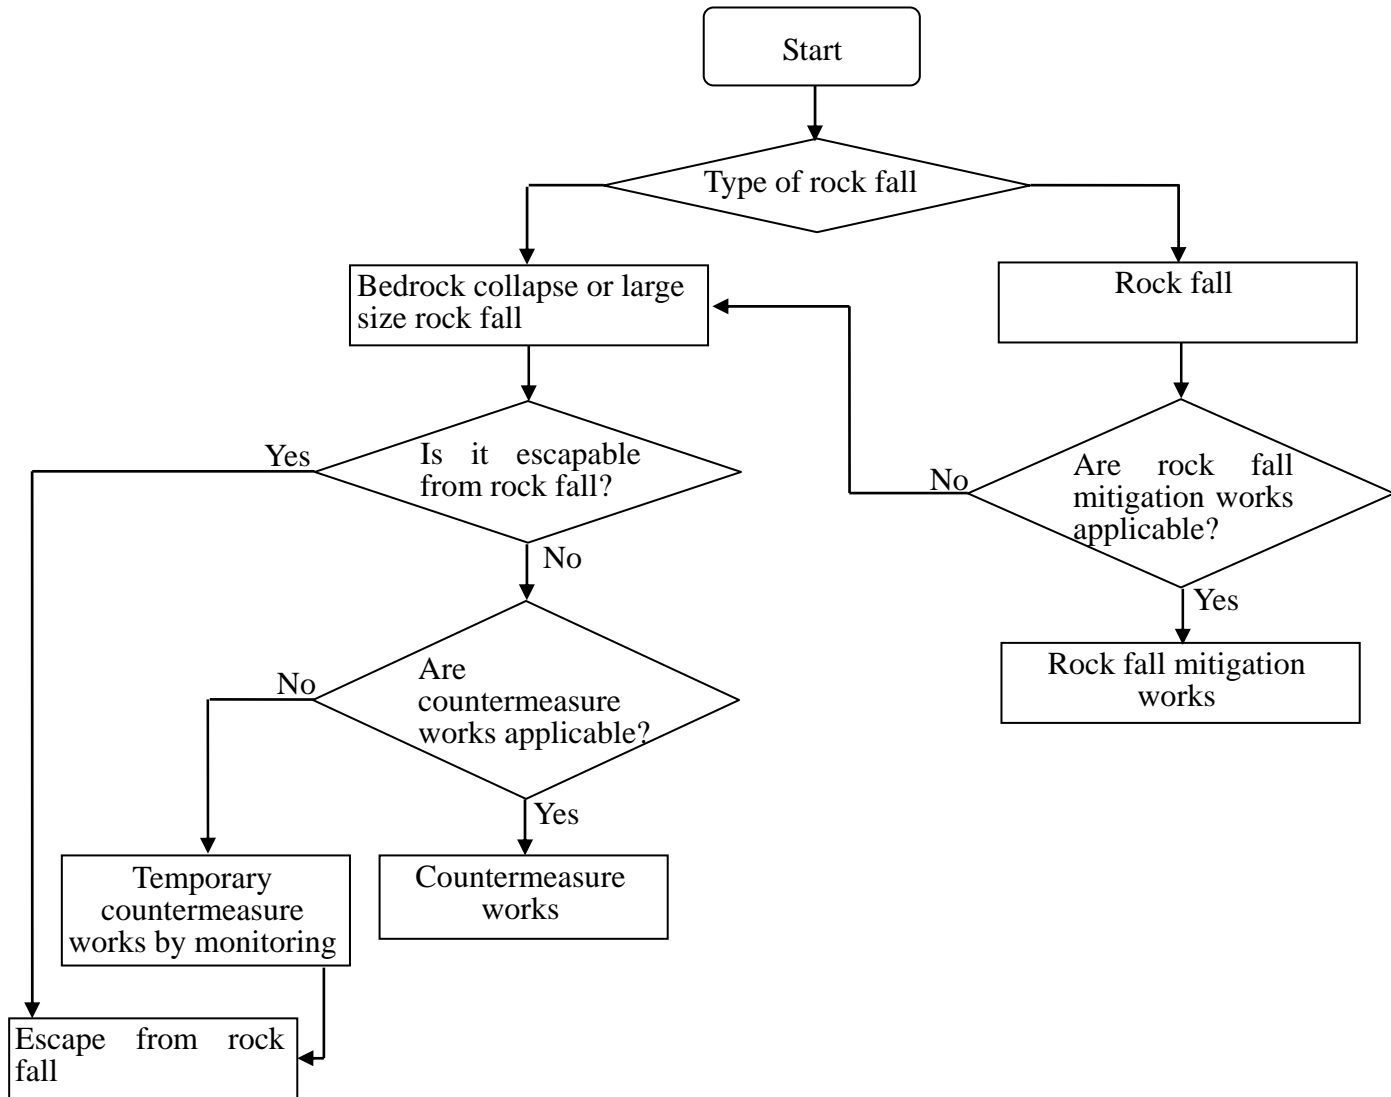 Start
Type of rock fall
Bedrock collapse or large
size rock fall
Rock fall
Yes
Is it escapable
from rock fall?
No
Are rock fall
mitigation works
applicable?
No
Yes
Are
countermeasure
works applicable?
No
Rock fall mitigation
works
Yes
Temporary
countermeasure
works by monitoring
Countermeasure
works
Escape from rock
fall